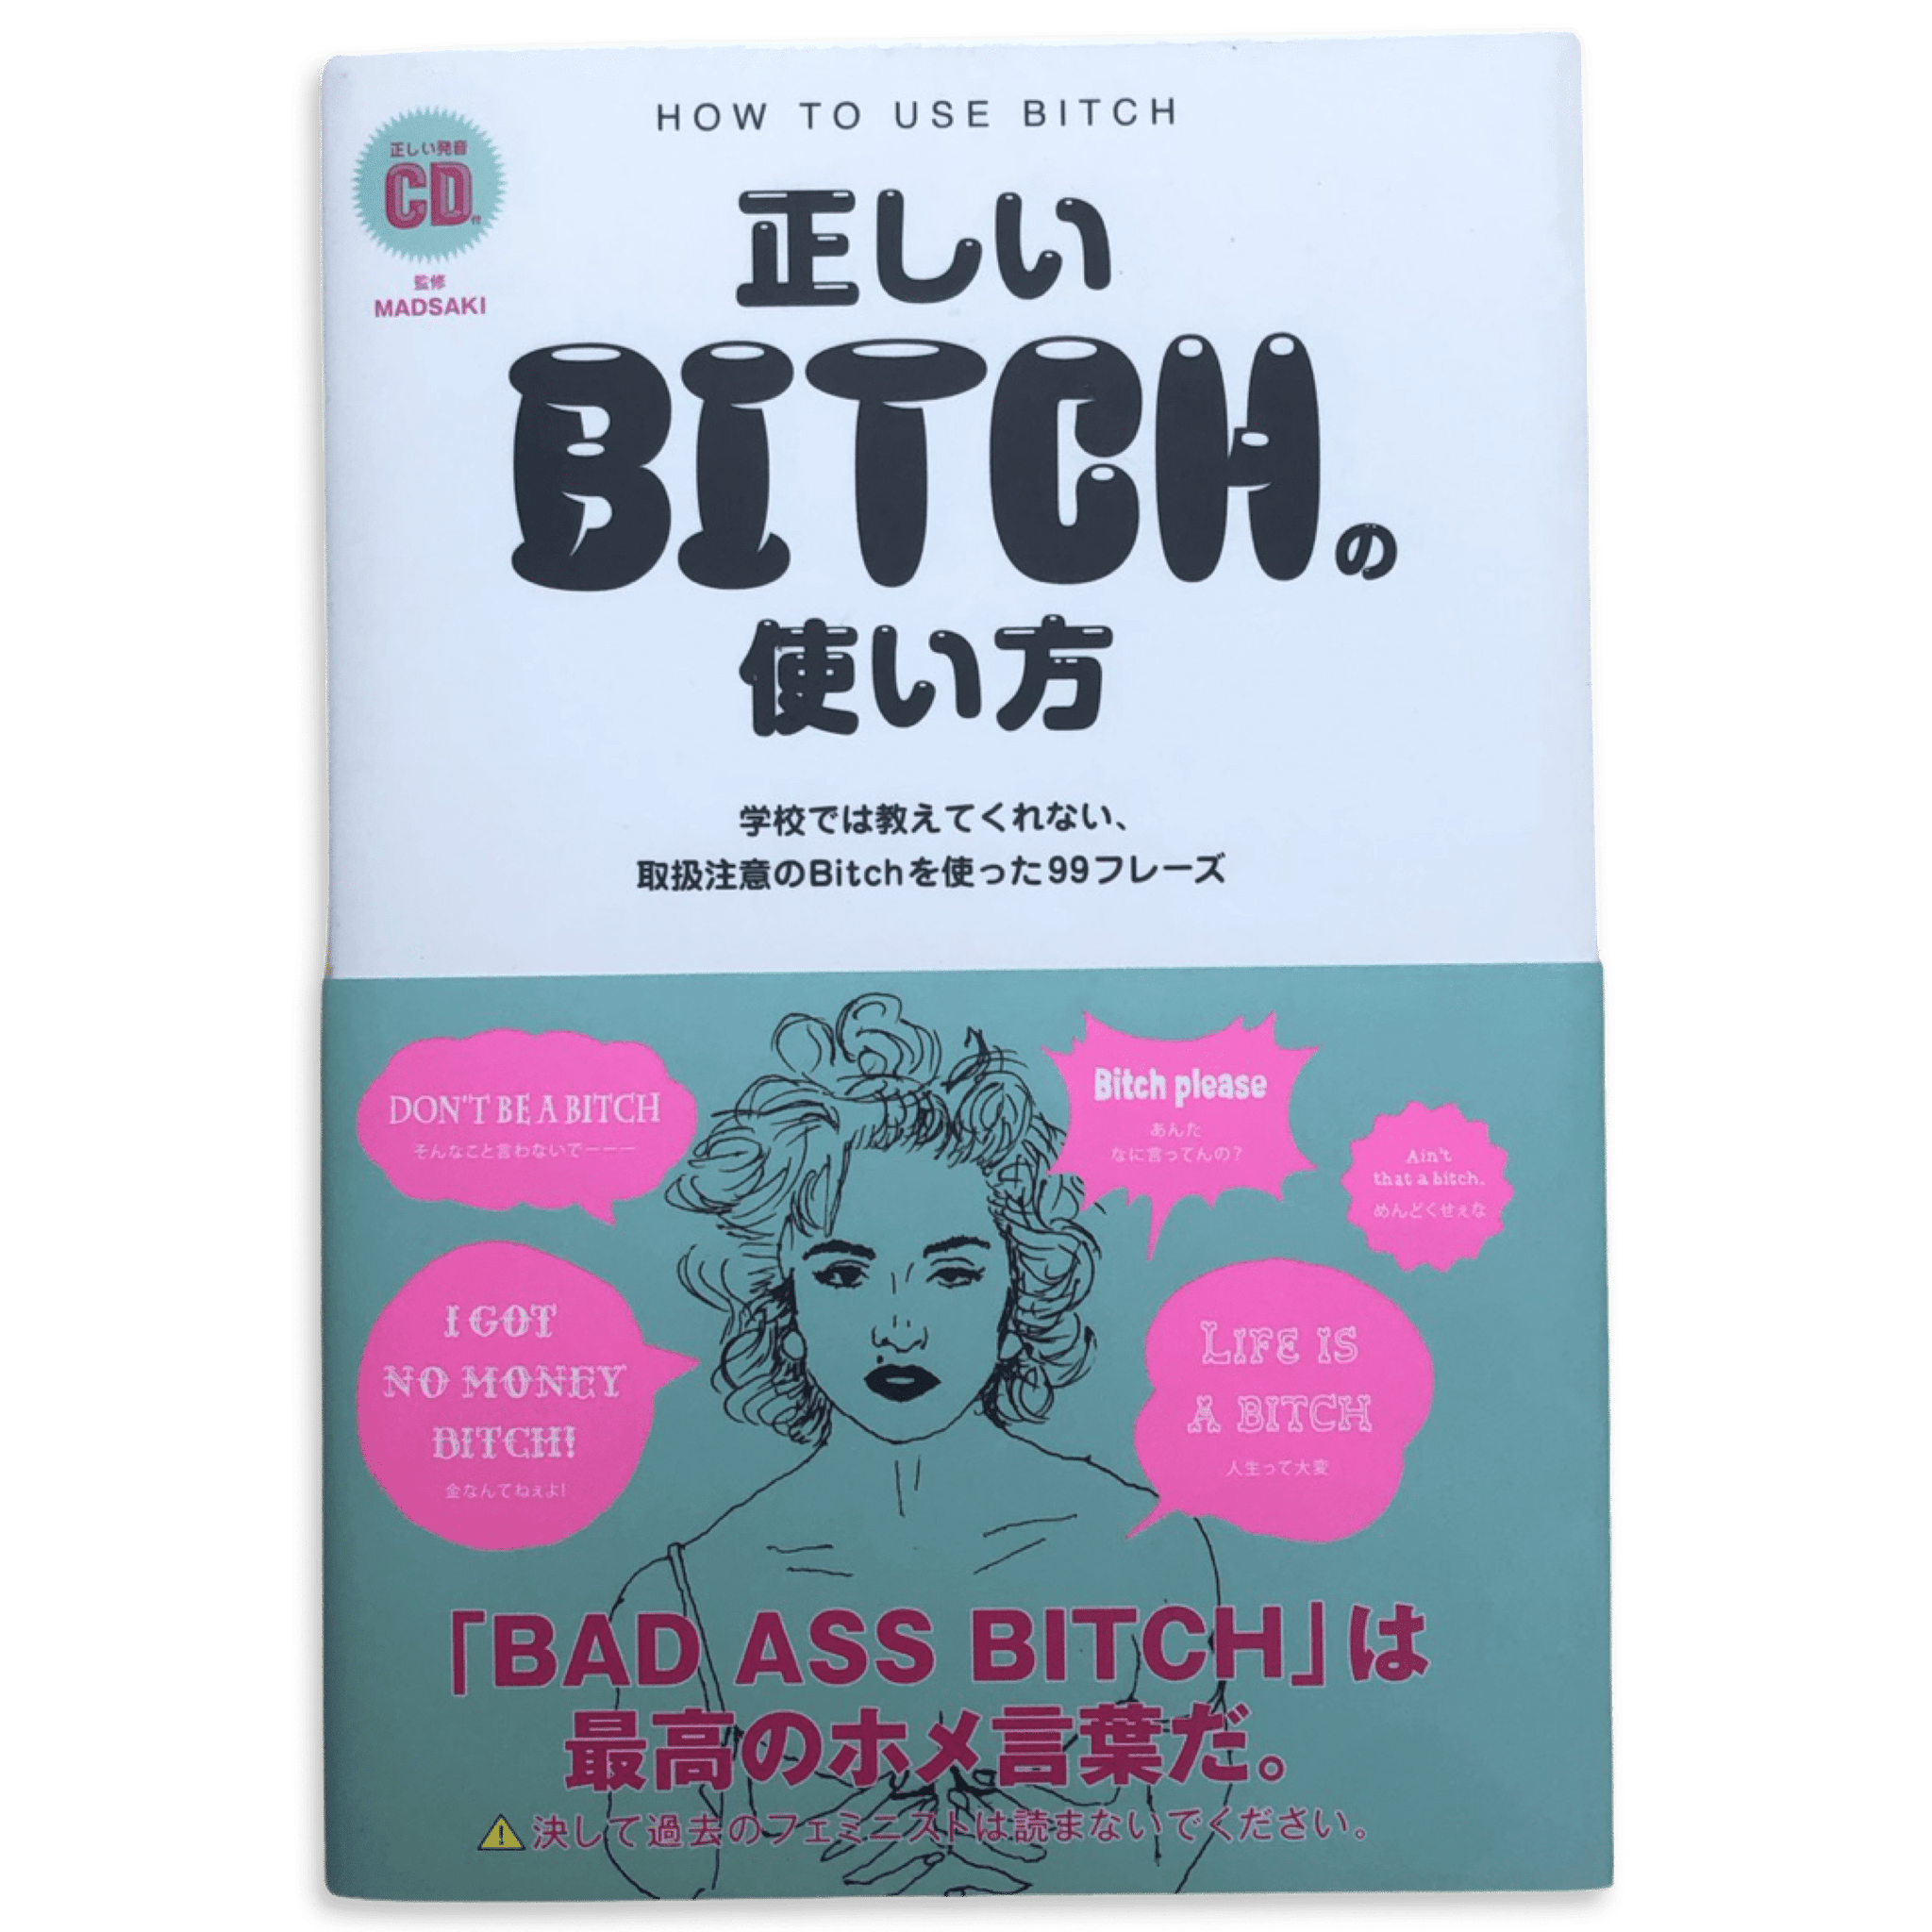 HOW TO USE BITCH
正しい発音
CD付
監修
MADSAKI
正しい
BITCHの
使い方
学校では教えてくれない、
取扱注意のBitchを使った99フレーズ
DON'T BE A BITCH
そんなこと言わないでーーー
Bitch please
あんた
なに言ってんの？
Ain't
that a bitch.
めんどくせぇな
I GOT
NO MONEY
BITCH!
金なんてねぇよ!
LIFE IS
A BITCH
人生って大変
「BAD ASS BITCH」は
最高のホメ言葉だ。
決して過去のフェミニストは読まないでください。